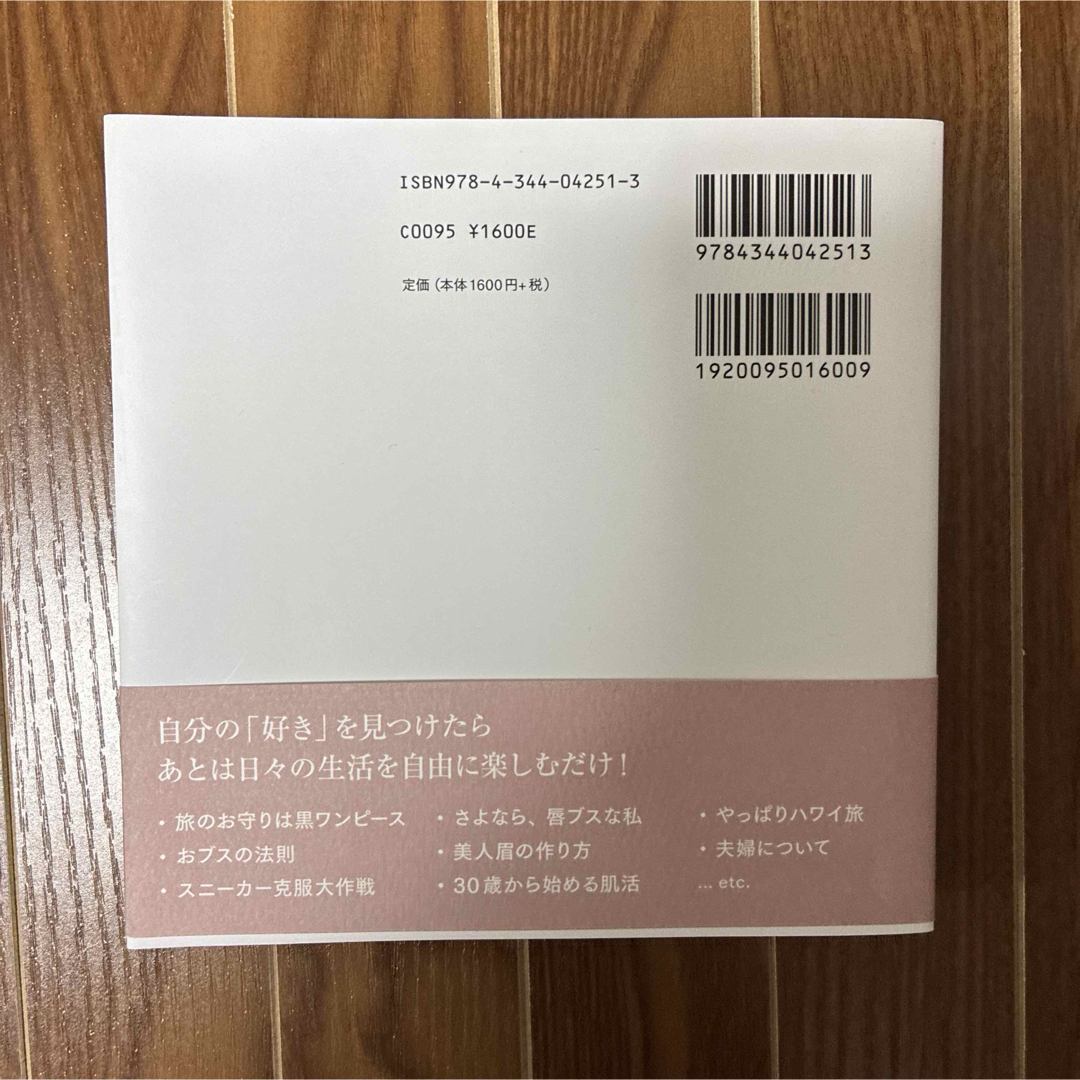 ISBN978-4-344-04251-3
C0095 ¥1600E
定価（本体1600円+税）
9784344042513
1920095016009
自分の「好き」を見つけたら
あとは日々の生活を自由に楽しむだけ！
・旅のお守りは黒ワンピース
・おブスの法則
・スニーカー克服大作戦
・さよなら、唇ブスな私
・美人眉の作り方
・30歳から始める肌活
・やっぱりハワイ旅
・夫婦について
... etc.